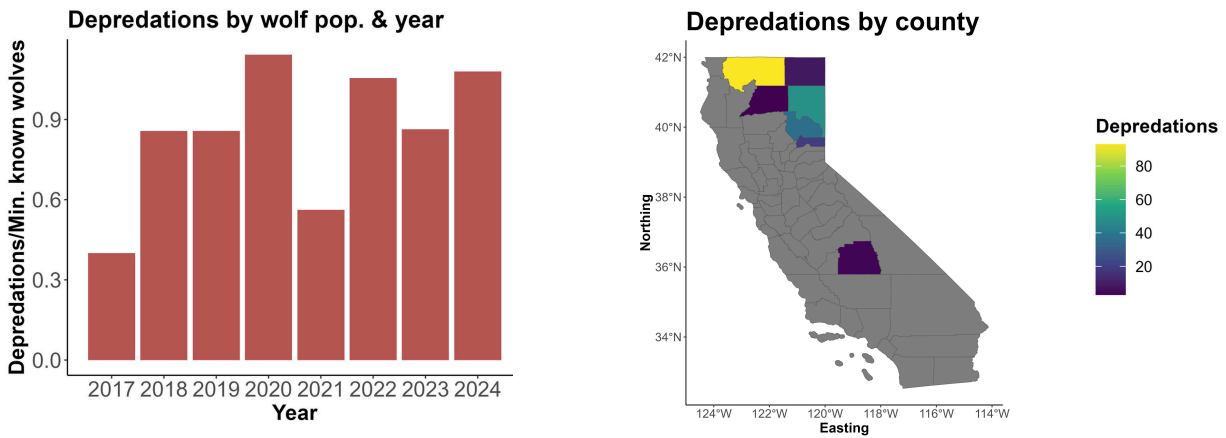 Depredations by wolf pop. & year
Depredations/Min. known wolves
0.9
0.6
0.3
0.0
2017 2018 2019 2020 2021 2022 2023 2024
Year
Depredations by county
Northing
42°N
40°N
38°N
36°N
34°N
124°W 122°W 120°W 118°W 116°W 114°W
Easting
Depredations
80
60
40
20